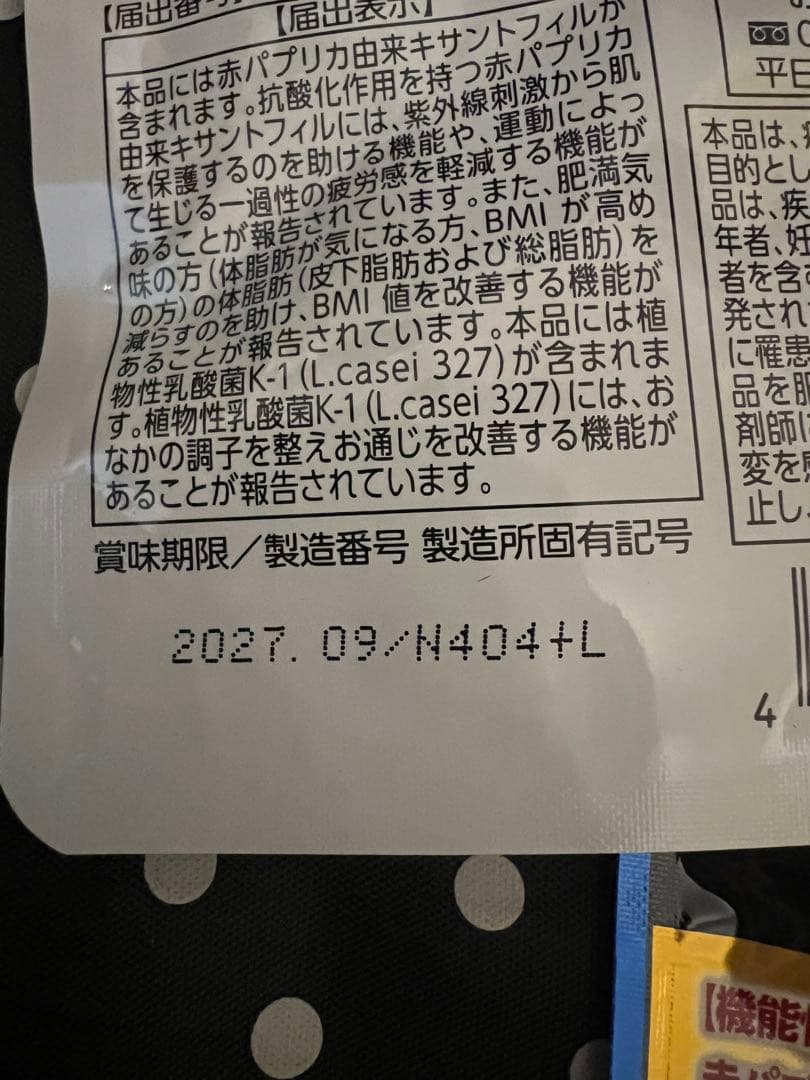 【届出番
【届出表示】
本品には赤パプリカ由来キサントフィルが
含まれます。抗酸化作用を持つ赤パプリカ
由来キサントフィルには、紫外線刺激から肌
を保護するのを助ける機能や、運動によっ
て生じる一過性の疲労感を軽減する機能が
あることが報告されています。また、肥満気
味の方(体脂肪が気になる方、BMI が高め
の方)の体脂肪(皮下脂肪および総脂肪)を
減らすのを助け、BMI 値を改善する機能が
あることが報告されています。本品には植
物性乳酸菌K-1(L.casei 327)が含まれま
す。植物性乳酸菌K-1(L.casei 327)には、お
なかの調子を整えお通じを改善する機能が
あることが報告されています。
賞味期限/製造番号 製造所固有記号
2027. 09/N404+L
平日
本品は、
目的とし
品は、疾
年者、妊
者を含
発され
に罹患
品を服
剤師に
変を
止し、
4
【機能
赤パ